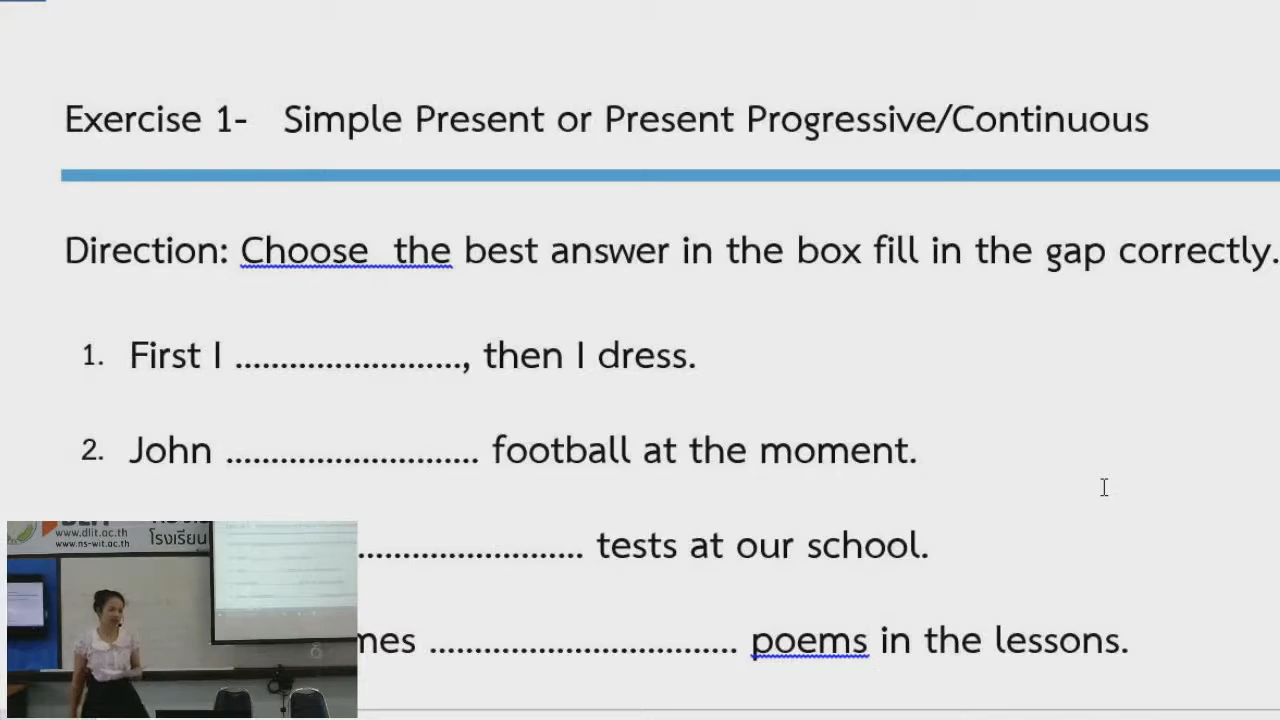 Exercise 1- Simple Present or Present Progressive/Continuous
Direction: Choose the best answer in the box fill in the gap correctly.
1. First I ........................., then I dress.
2. John ............................ football at the moment.
......................... tests at our school.
mes .................................. poems in the lessons.
www.dlit.ac.th
www.ns-wit.ac.th
โรงเรียน